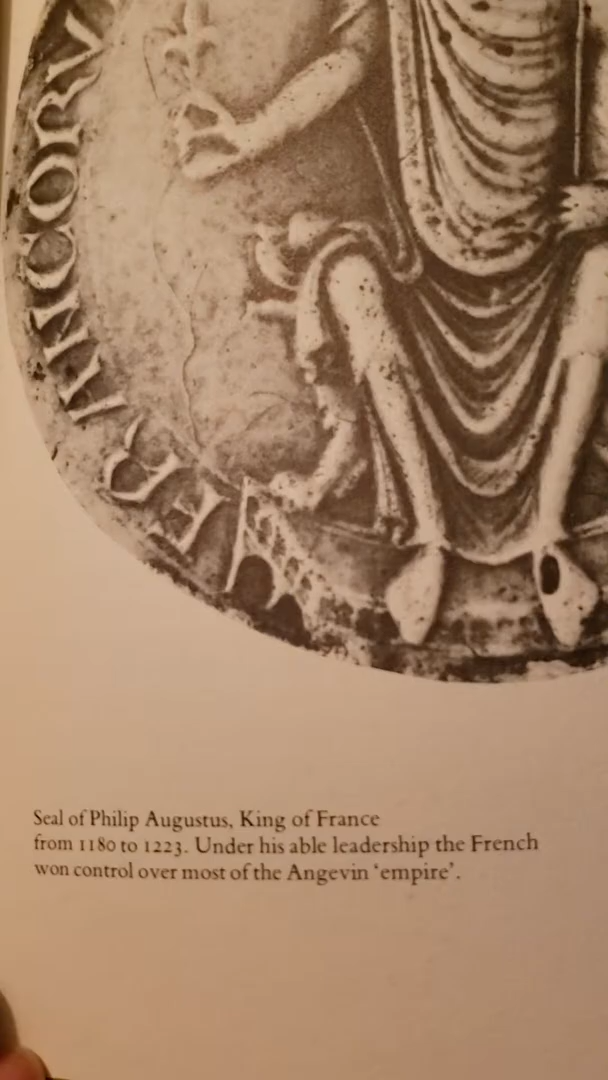 FRANCORV
Seal of Philip Augustus, King of France
from 1180 to 1223. Under his able leadership the French
won control over most of the Angevin ‘empire’.